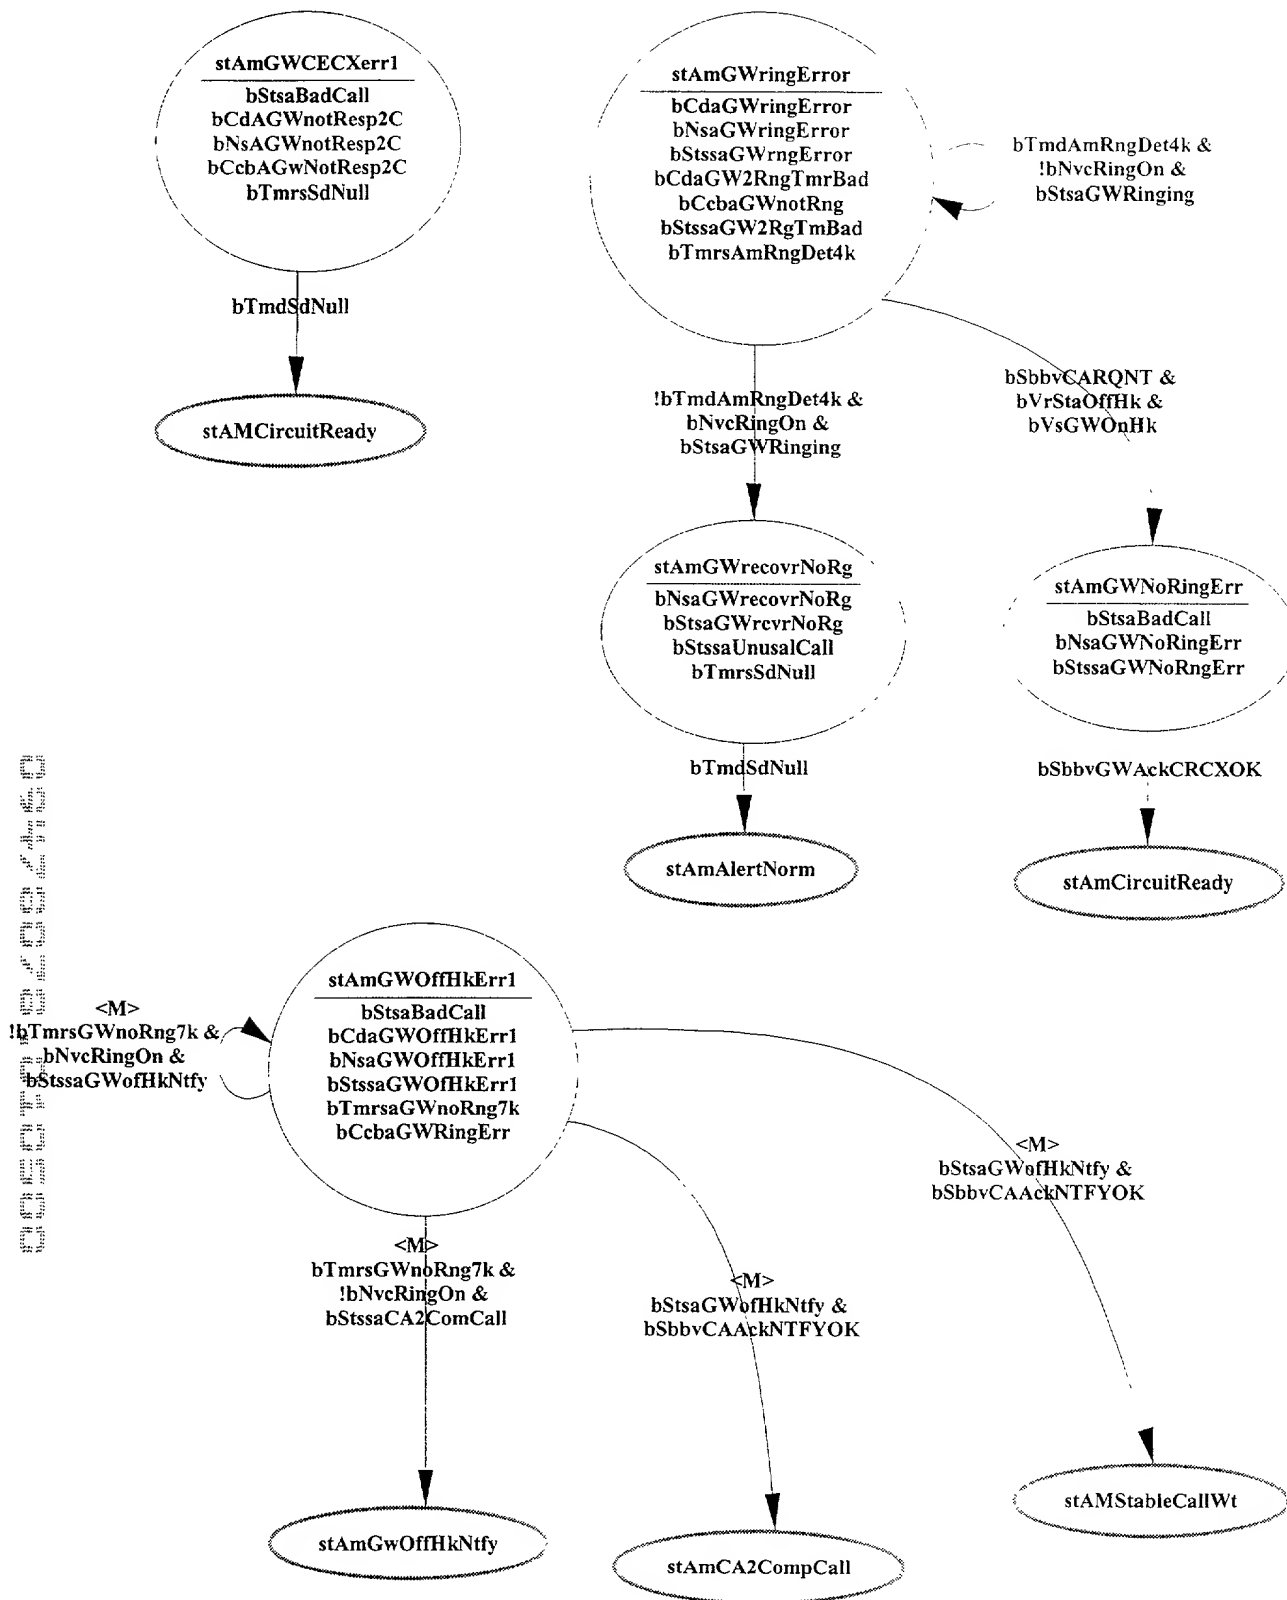 stAmGWCECXerr1
bStsaBadCall
bCdAGWnotResp2C
bNsAGWnotResp2C
bCcbAGwNotResp2C
bTmrsSdNull
bTmdSdNull
stAMCircuitReady
stAmGWringError
bCdaGWringError
bNsaGWringError
bStssaGWrngError
bCdaGW2RngTmrBad
bCcbaGWnotRng
bStssaGW2RgTmBad
bTmrsAmRngDet4k
bTmdAmRngDet4k &
!bNvcRingOn &
bStsaGWRinging
!bTmdAmRngDet4k &
bNvcRingOn &
bStsaGWRinging
bSbbvCARQNT &
bVrStaOffHk &
bVsGWOnHk
stAmGWrecovrNoRg
bNsaGWrecovrNoRg
bStsaGWrcvrNoRg
bStssaUnusalCall
bTmrsSdNull
bTmdSdNull
stAmAlertNorm
stAmGWNoRingErr
bStsaBadCall
bNsaGWNoRingErr
bStssaGWNoRngErr
bSbbvGWAckCRCXOK
stAmCircuitReady
stAmGWOffHkErr1
bStsaBadCall
bCdaGWOffHkErr1
bNsaGWOffHkErr1
bStssaGWOfHkErr1
bTmrsaGWnoRng7k
bCcbaGWRingErr
<M>
!bTmrsGWnoRng7k &
bNvcRingOn &
bStssaGWofHkNtfy
<M>
bTmrsGWnoRng7k &
!bNvcRingOn &
bStssaCA2ComCall
<M>
bStsaGWofHkNtfy &
bSbbvCAAckNTFYOK
<M>
bStsaGWofHkNtfy &
bSbbvCAAckNTFYOK
stAmGwOffHkNtfy
stAmCA2CompCall
stAMStableCallWt